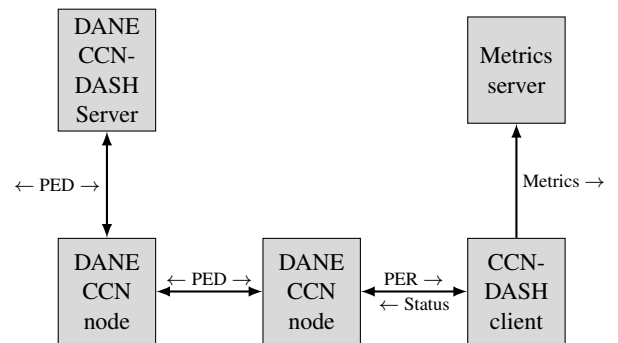 DANE
CCN-
DASH
Server
Metrics
server
← PED →
Metrics →
DANE
CCN
node
← PED →
DANE
CCN
node
PER →
← Status
CCN-
DASH
client